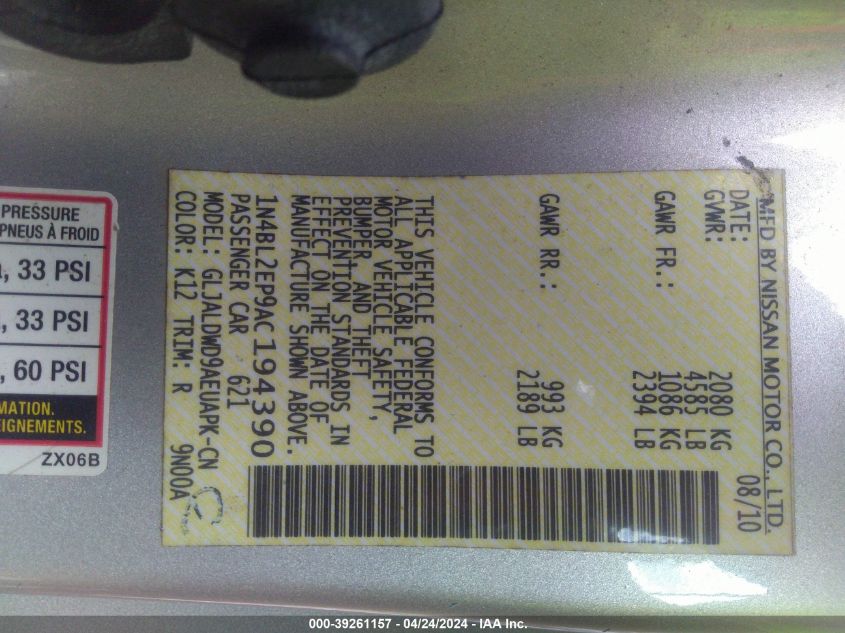 MFD BY NISSAN MOTOR CO., LTD.
DATE: 08/10
GVWR: 2080 KG
4585 LB
GAWR FR.: 1086 KG
2394 LB
GAWR RR.: 993 KG
2189 LB
THIS VEHICLE CONFORMS TO
ALL APPLICABLE FEDERAL
MOTOR VEHICLE SAFETY,
BUMPER, AND THEFT
PREVENTION STANDARDS IN
EFFECT ON THE DATE OF
MANUFACTURE SHOWN ABOVE.
1N4BL2EP9AC194390
PASSENGER CAR 621
MODEL: GLJALDWD9AEUAPK-CN
COLOR: K12 TRIM: R 9N00A
PRESSURE
PNEUS À FROID
, 33 PSI
, 33 PSI
, 60 PSI
MATION.
EIGNEMENTS.
ZX06B
000-39261157 - 04/24/2024 - IAA Inc.